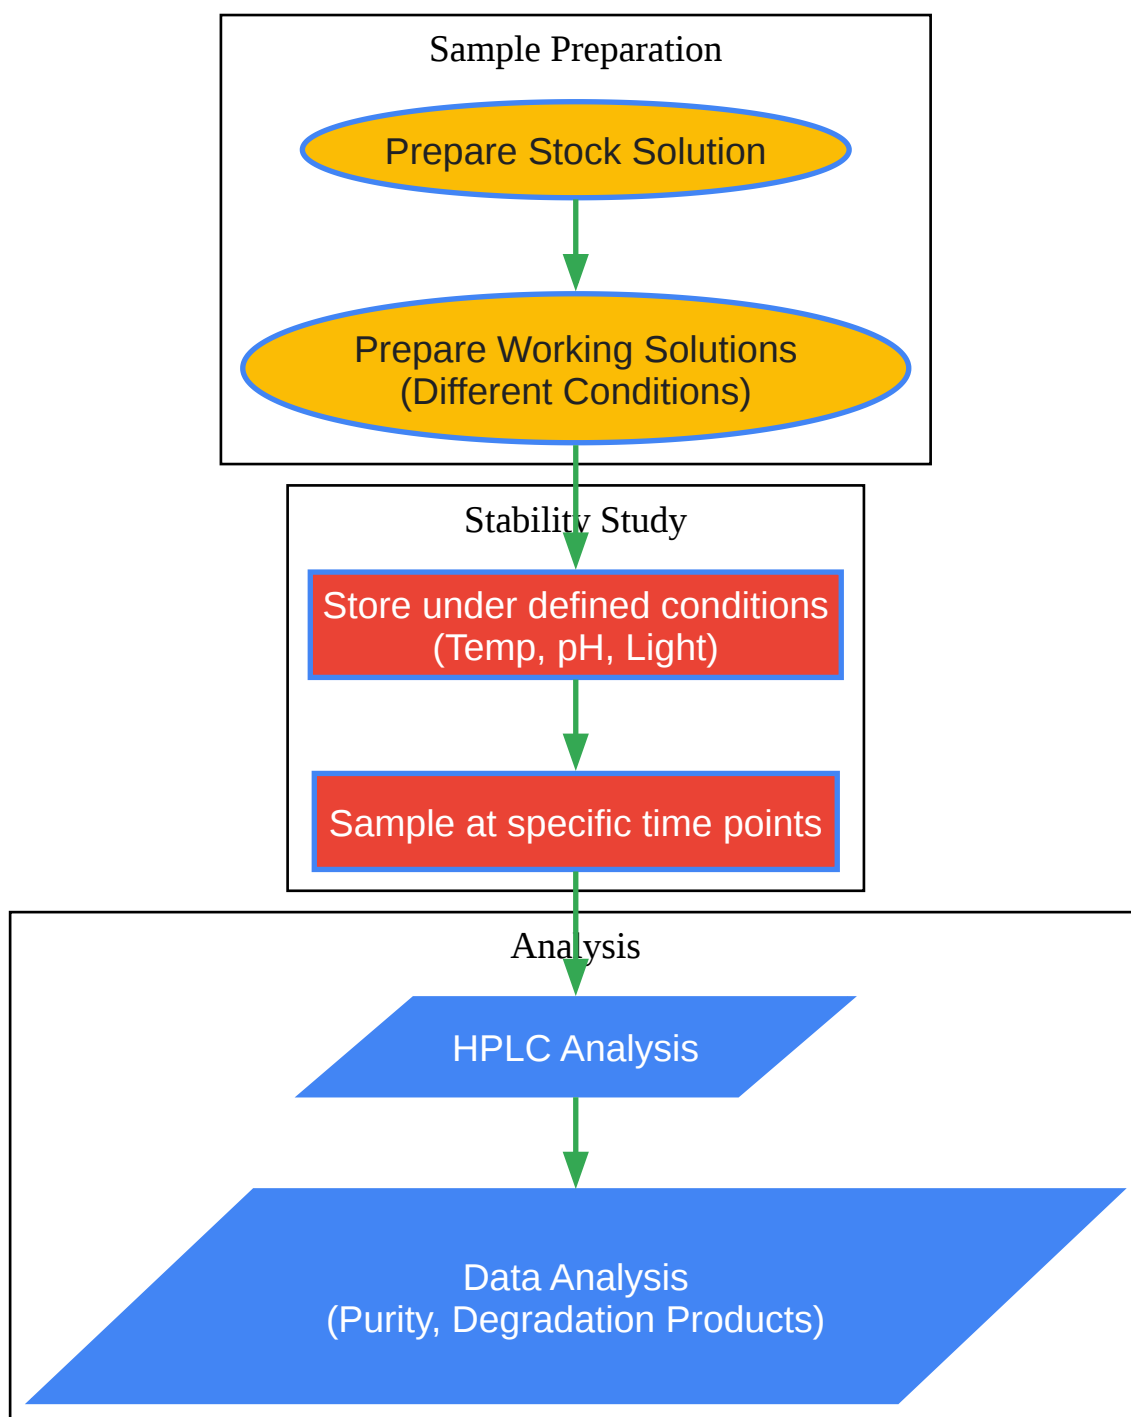 Sample Preparation
Prepare Stock Solution
Prepare Working Solutions
(Different Conditions)
Stability Study
Store under defined conditions
(Temp, pH, Light)
Sample at specific time points
Analysis
HPLC Analysis
Data Analysis
(Purity, Degradation Products)